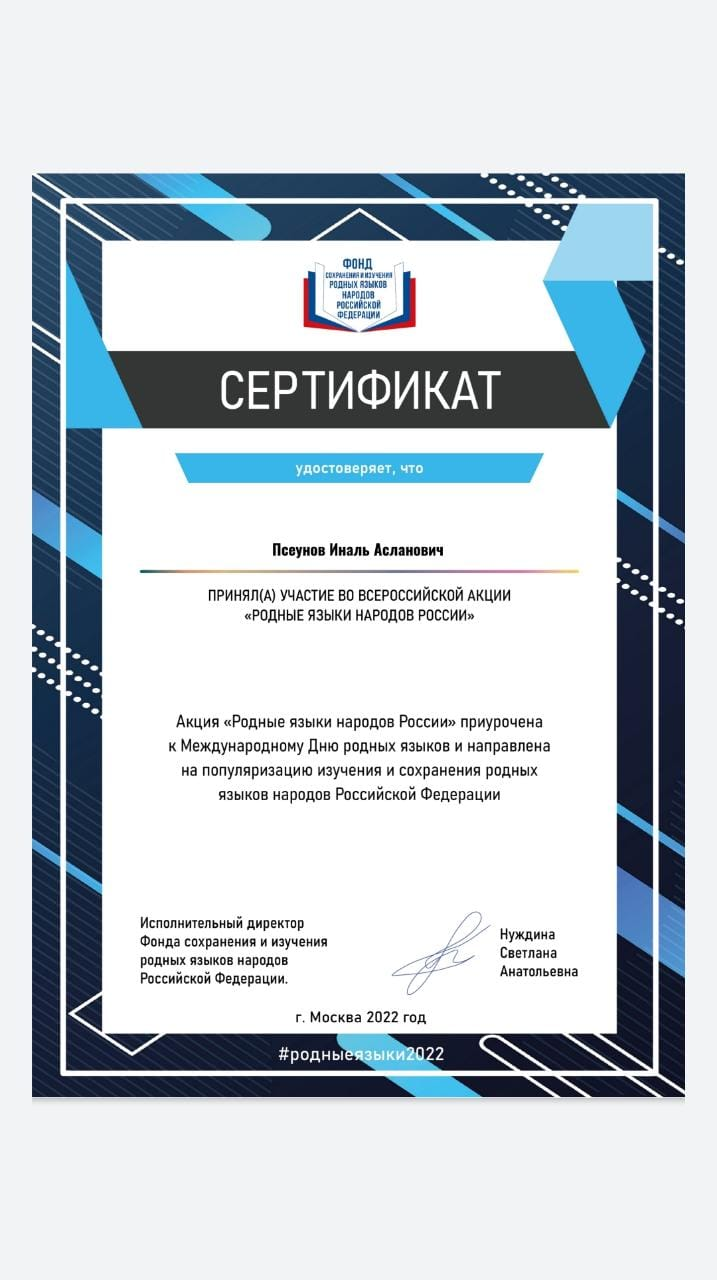 ФОНД
СОХРАНЕНИЯ И ИЗУЧЕНИЯ
РОДНЫХ ЯЗЫКОВ
НАРОДОВ
РОССИЙСКОЙ
ФЕДЕРАЦИИ
СЕРТИФИКАТ
удостоверяет, что
Псеунов Иналь Асланович
ПРИНЯЛ(А) УЧАСТИЕ ВО ВСЕРОССИЙСКОЙ АКЦИИ
«РОДНЫЕ ЯЗЫКИ НАРОДОВ РОССИИ»
Акция «Родные языки народов России» приурочена
к Международному Дню родных языков и направлена
на популяризацию изучения и сохранения родных
языков народов Российской Федерации
Исполнительный директор
Фонда сохранения и изучения
родных языков народов
Российской Федерации.
Нуждина
Светлана
Анатольевна
г. Москва 2022 год
#родныеязыки2022